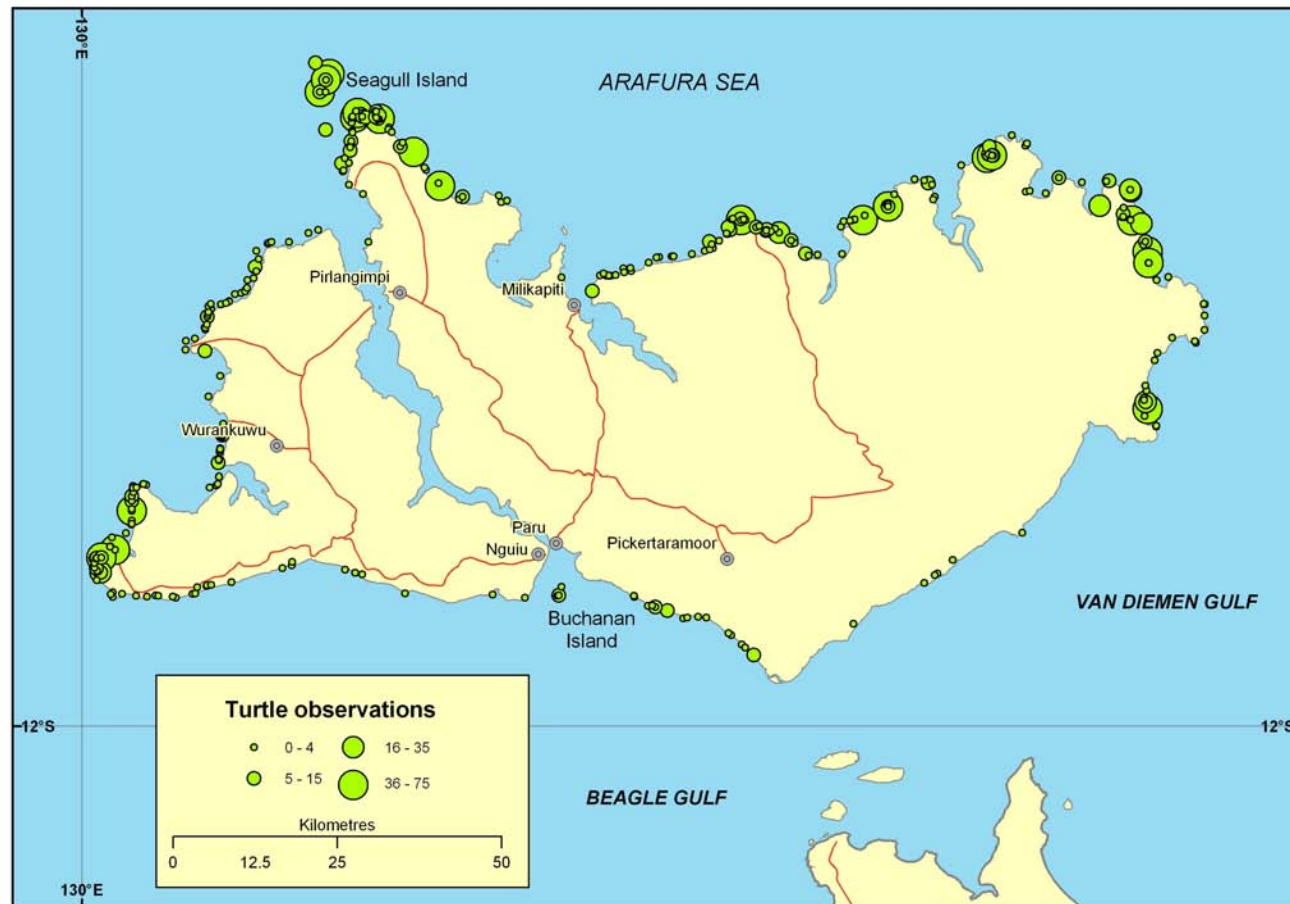 130°E
Seagull Island
ARAFURA SEA
Pirlangimpi
Milikapiti
Wurankuwu
Paru
Nguiu
Pickertaramoor
Buchanan
Island
VAN DIEMEN GULF
12°S
12°S
Turtle observations
0 - 4
16 - 35
5 - 15
36 - 75
Kilometres
0
12.5
25
50
BEAGLE GULF
130°E